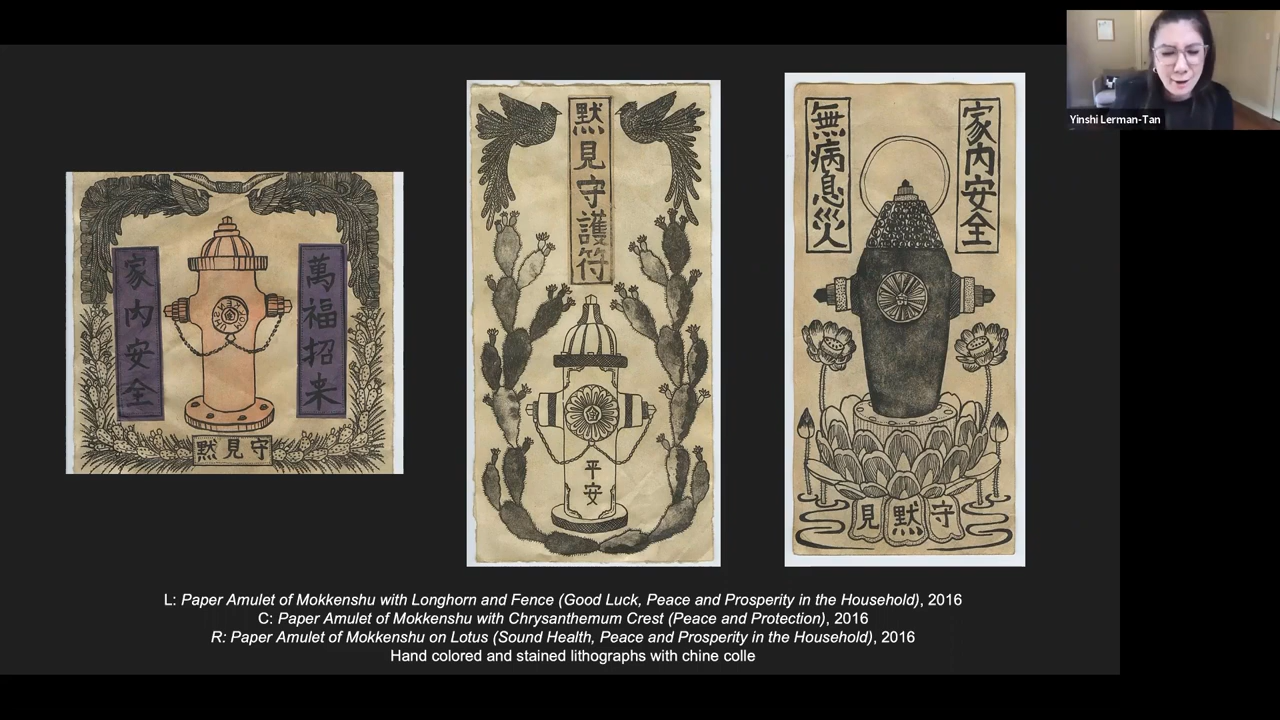 家内安全
萬福招来
黙見守
黙見守護符
平安
無病息災
家内安全
見黙守
L: Paper Amulet of Mokkenshu with Longhorn and Fence (Good Luck, Peace and Prosperity in the Household), 2016
C: Paper Amulet of Mokkenshu with Chrysanthemum Crest (Peace and Protection), 2016
R: Paper Amulet of Mokkenshu on Lotus (Sound Health, Peace and Prosperity in the Household), 2016
Hand colored and stained lithographs with chine colle
Yinshi Lerman-Tan